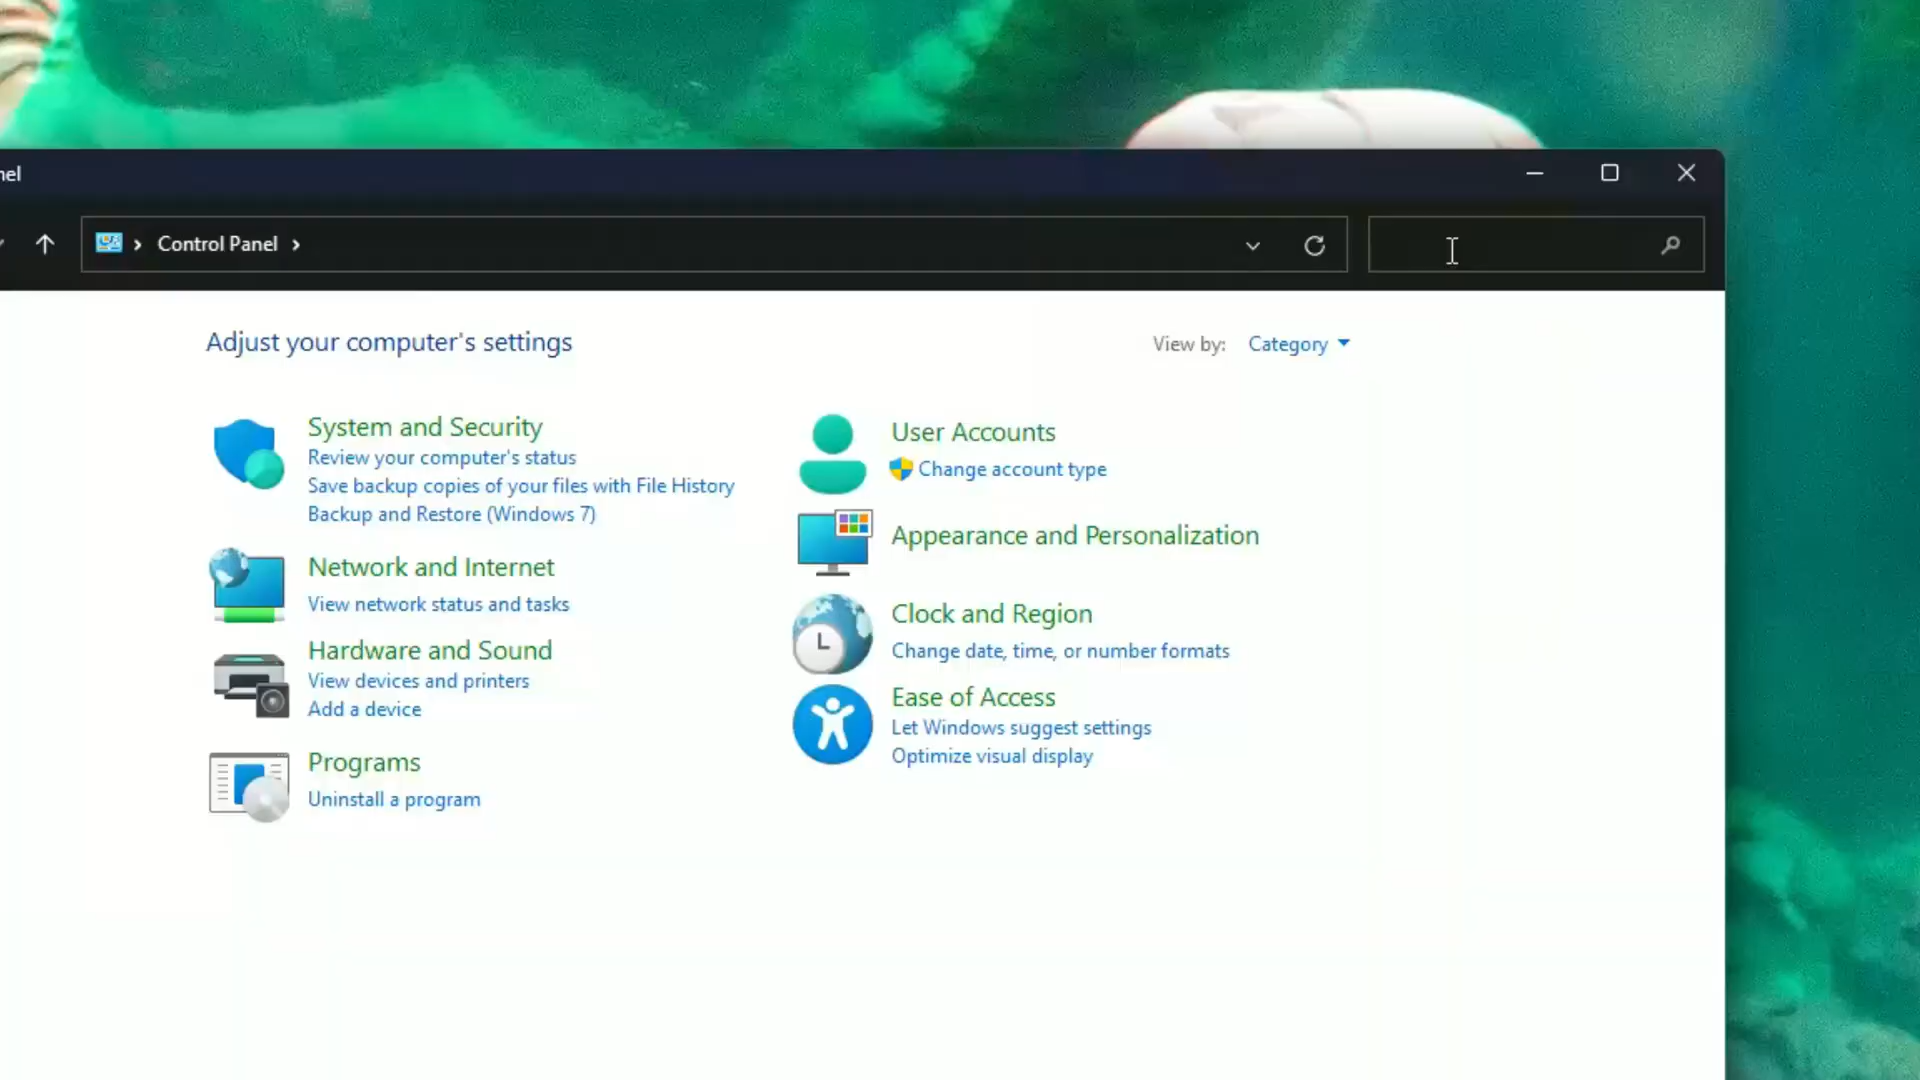 nel
Control Panel
Adjust your computer's settings
View by: Category
System and Security
Review your computer's status
Save backup copies of your files with File History
Backup and Restore (Windows 7)
Network and Internet
View network status and tasks
Hardware and Sound
View devices and printers
Add a device
Programs
Uninstall a program
User Accounts
Change account type
Appearance and Personalization
Clock and Region
Change date, time, or number formats
Ease of Access
Let Windows suggest settings
Optimize visual display